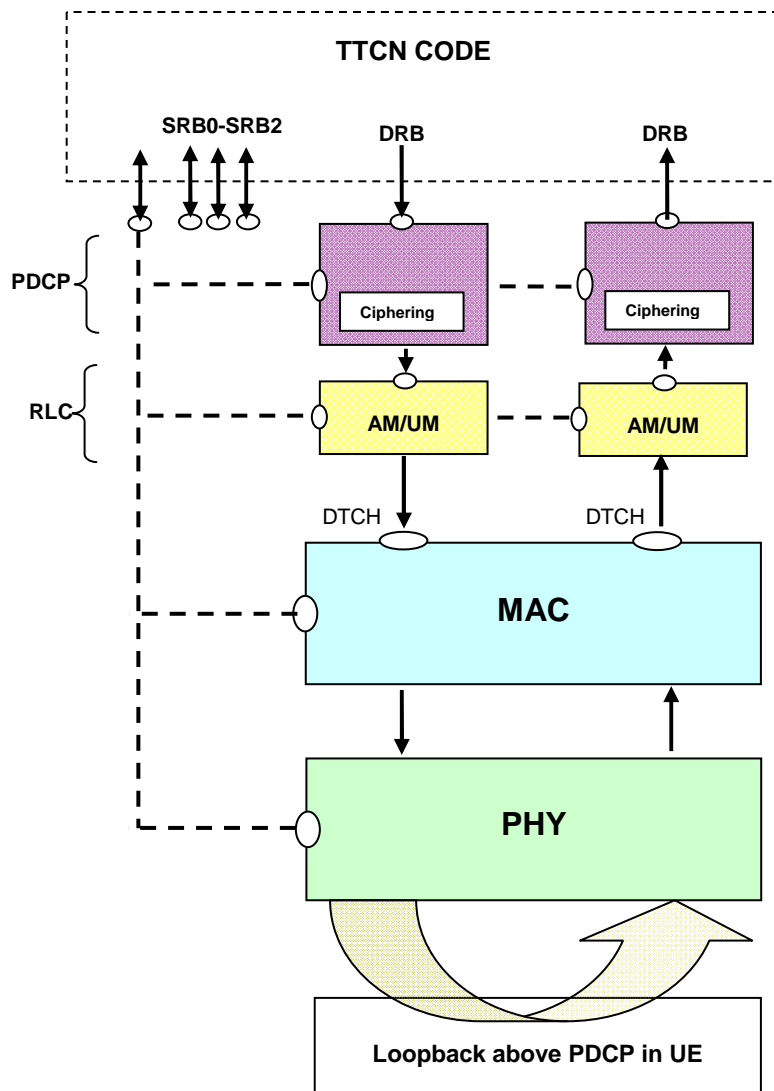 TTCN CODE
SRB0-SRB2
DRB
DRB
PDCP
Ciphering
Ciphering
RLC
AM/UM
AM/UM
DTCH
DTCH
MAC
PHY
Loopback above PDCP in UE